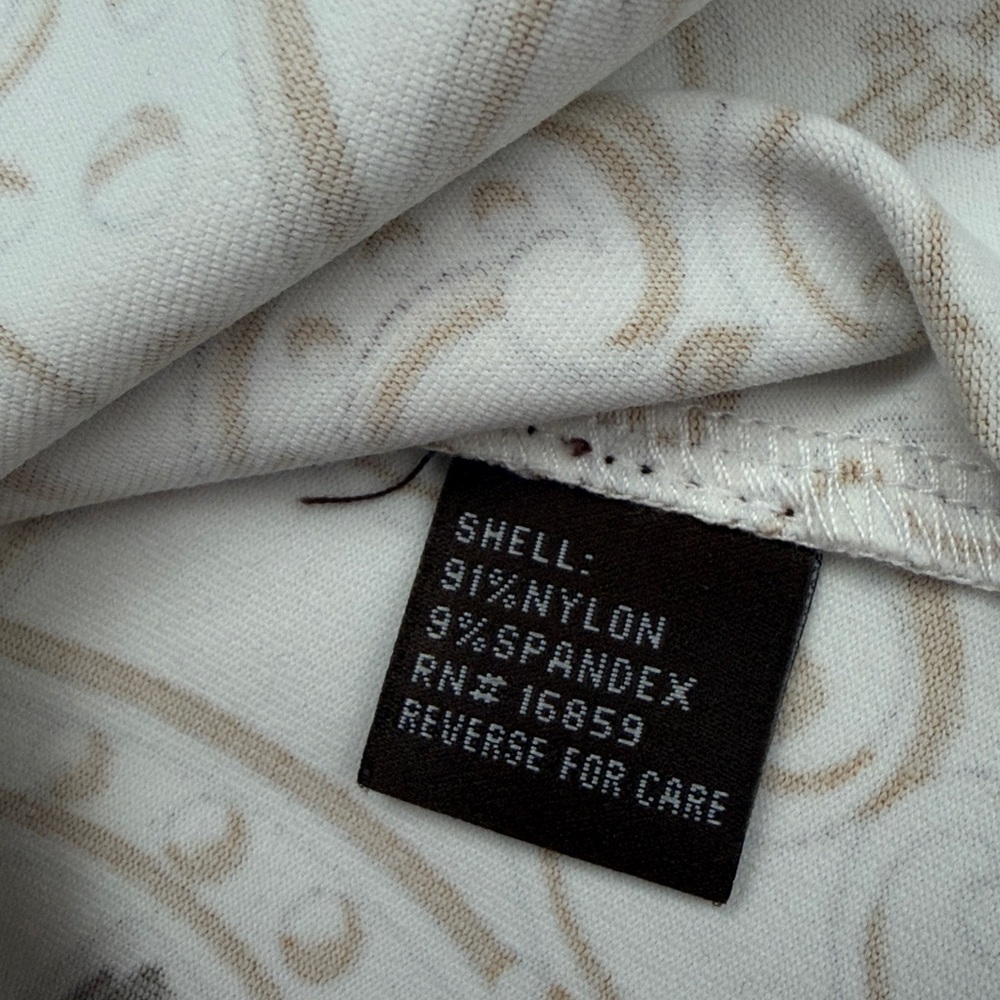 SHELL:
91%NYLON
9%SPANDEX
RN# 16859
REVERSE FOR CARE